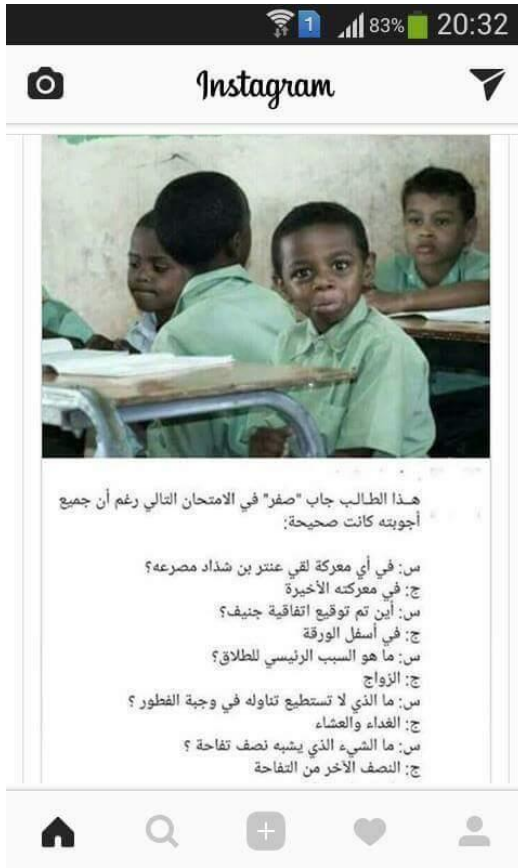 83% 20:32
1
Instagram
هـذا الطـالـب جاب "صفر" في الامتحان التالي رغم أن جميع
أجوبته كانت صحيحة:
س: في أي معركة لقي عنتر بن شذاد مصرعه؟
ج: في معركته الأخيرة
س: أين تم توقيع اتفاقية جنيف؟
ج: في أسفل الورقة
س: ما هو السبب الرئيسي للطلاق؟
ج: الزواج
س: ما الذي لا تستطيع تناوله في وجبة الفطور ؟
ج: الغداء والعشاء
س: ما الشيء الذي يشبه نصف تفاحة ؟
ج: النصف الآخر من التفاحة